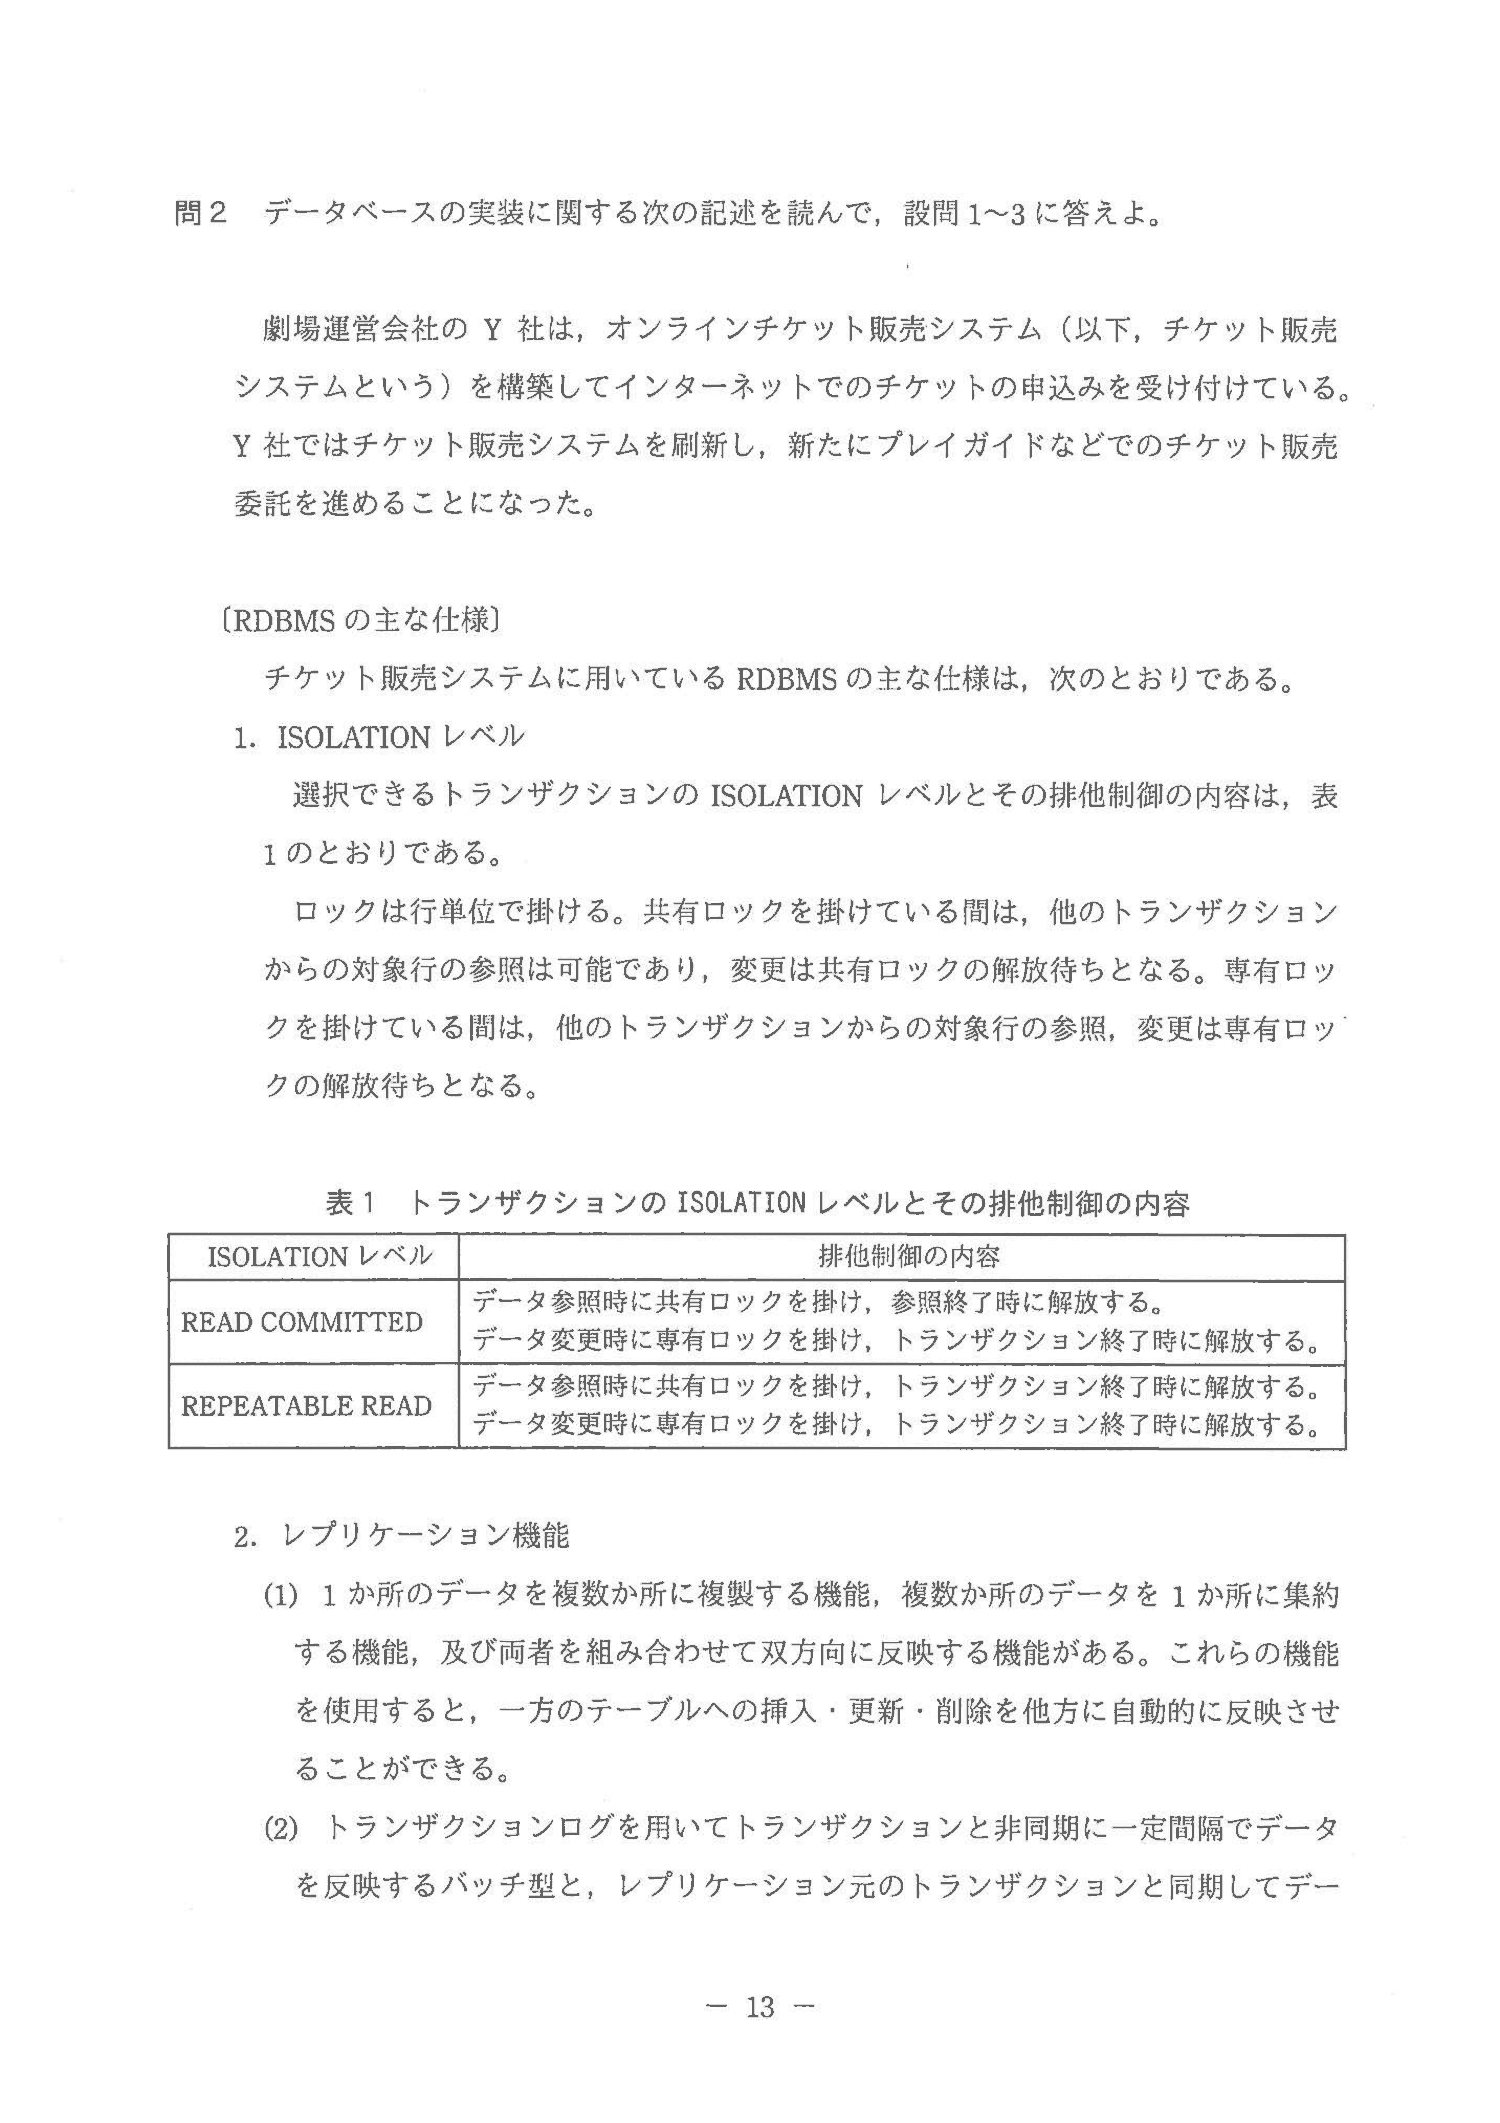 問2 データベースの実装に関する次の記述を読んで，設問1～3に答えよ。
劇場運営会社の Y 社は，オンラインチケット販売システム（以下，チケット販売
システムという）を構築してインターネットでのチケットの申込みを受け付けている。
Y 社ではチケット販売システムを刷新し，新たにプレイガイドなどでのチケット販売
委託を進めることになった。
〔RDBMS の主な仕様〕
チケット販売システムに用いている RDBMS の主な仕様は，次のとおりである。
1. ISOLATION レベル
選択できるトランザクションの ISOLATION レベルとその排他制御の内容は，表
1 のとおりである。
ロックは行単位で掛ける。共有ロックを掛けている間は，他のトランザクション
からの対象行の参照は可能であり，変更は共有ロックの解放待ちとなる。専有ロッ
クを掛けている間は，他のトランザクションからの対象行の参照，変更は専有ロッ
クの解放待ちとなる。
表1 トランザクションの ISOLATION レベルとその排他制御の内容
ISOLATION レベル 排他制御の内容
READ COMMITTED データ参照時に共有ロックを掛け，参照終了時に解放する。
データ変更時に専有ロックを掛け，トランザクション終了時に解放する。
REPEATABLE READ データ参照時に共有ロックを掛け，トランザクション終了時に解放する。
データ変更時に専有ロックを掛け，トランザクション終了時に解放する。
2. レプリケーション機能
(1) 1 か所のデータを複数か所に複製する機能，複数か所のデータを 1 か所に集約
する機能，及び両者を組み合わせて双方向に反映する機能がある。これらの機能
を使用すると，一方のテーブルへの挿入・更新・削除を他方に自動的に反映させ
ることができる。
(2) トランザクションログを用いてトランザクションと非同期に一定間隔でデータ
を反映するバッチ型と，レプリケーション元のトランザクションと同期してデー
－ 13 －